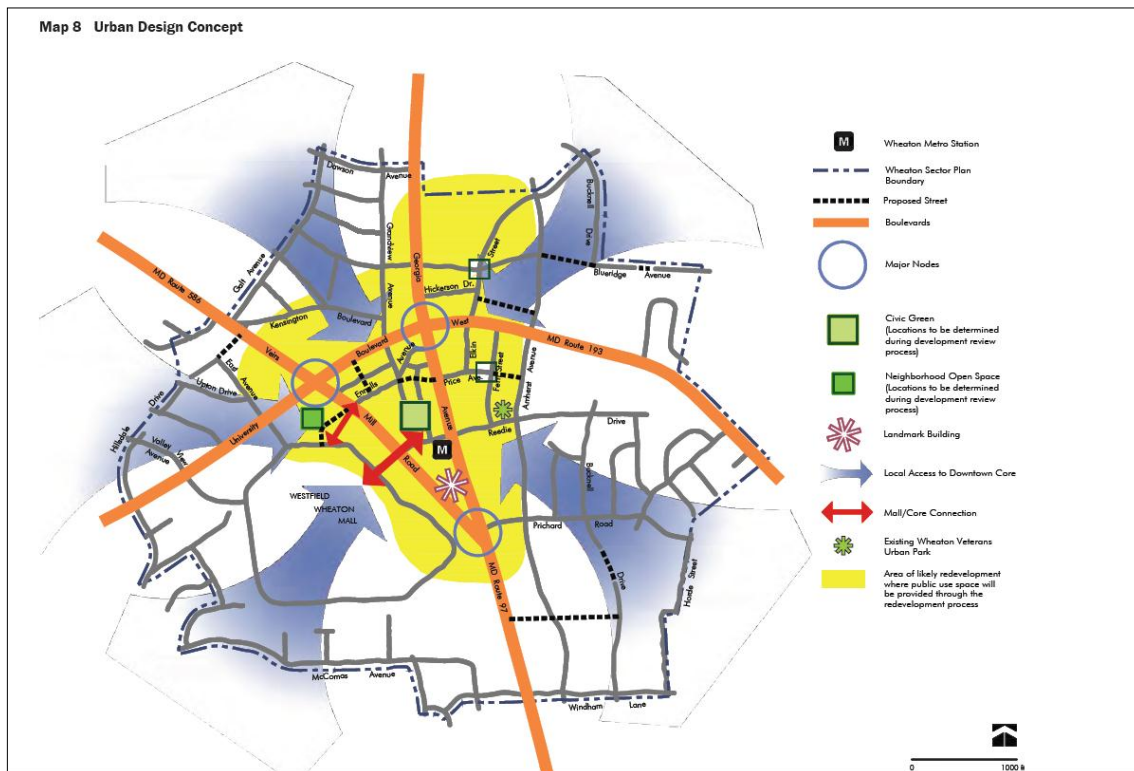 Map 8 Urban Design Concept
Dawson Avenue
Bucknell Drive
Grandview Avenue
Georgia Avenue
Street
Blueridge Avenue
Galt Avenue
MD Route 586
Veirs Mill Road
Kensington Boulevard
Hickerson Dr.
University Boulevard West
MD Route 193
East Avenue
Upton Drive
Hillsdale Drive
Valley View Avenue
Ennalls Avenue
Elkin
Price Ave
Fern Street
Amherst Avenue
Reedie Drive
M
WESTFIELD
WHEATON
MALL
Bucknell Drive
Prichard Road
Horde Street
MD Route 97
McComas Avenue
Windham Lane
M
Wheaton Metro Station
Wheaton Sector Plan
Boundary
Proposed Street
Boulevards
Major Nodes
Civic Green
(Locations to be determined
during development review
process)
Neighborhood Open Space
(Locations to be determined
during development review
process)
Landmark Building
Local Access to Downtown Core
Mall/Core Connection
Existing Wheaton Veterans
Urban Park
Area of likely redevelopment
where public use space will
be provided through the
redevelopment process
0 1000 ft